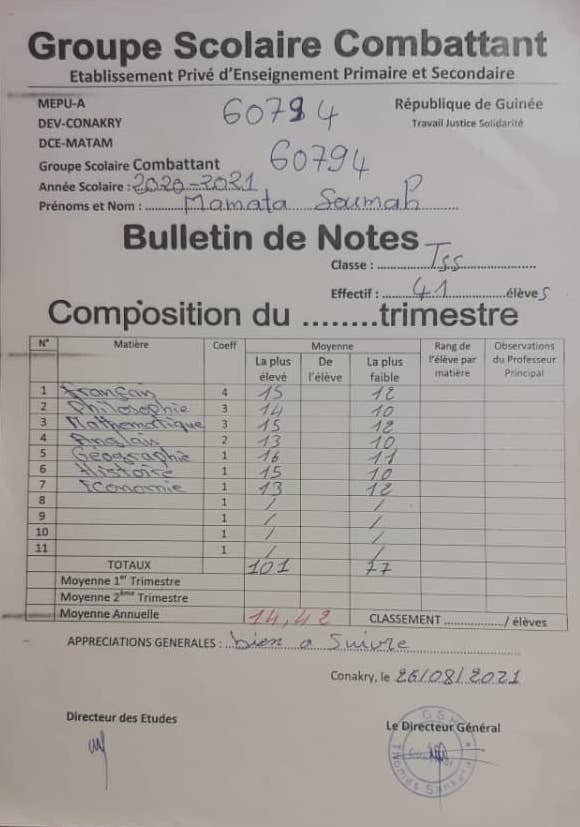 Groupe Scolaire Combattant
Etablissement Privé d'Enseignement Primaire et Secondaire
MEPU-A 60794 République de Guinée
DEV-CONAKRY Travail Justice Solidarité
DCE-MATAM
Groupe Scolaire Combattant 60794
Année Scolaire : 2020-2021
Prénoms et Nom : Mamata Soumah
Bulletin de Notes
Classe : Tss
Effectif : 41 élèves
Composition du ........trimestre
N° Matière Coeff Moyenne Rang de l'élève par matière Observations du Professeur Principal
La plus élevé De l'élève La plus faible
1 Français 4 15 12
2 Philosophie 3 14 10
3 Mathematique 3 15 12
4 Anglais 2 13 10
5 Geographie 1 16 11
6 Histoire 1 15 10
7 Economie 1 13 12
8 1 / /
9 1 / /
10 1 / /
11 1 / /
TOTAUX 101 77
Moyenne 1er Trimestre
Moyenne 2ème Trimestre
Moyenne Annuelle 14,42 CLASSEMENT ................/ élèves
APPRECIATIONS GENERALES : bien a suivre
Conakry, le 26/08/2021
Directeur des Etudes Le Directeur Général
Thomas Sankara